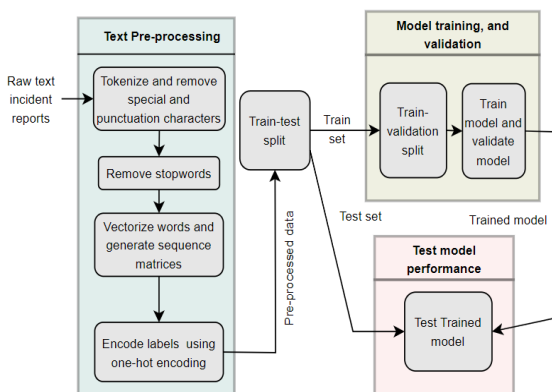 Text Pre-processing
Raw text
incident
reports
Tokenize and remove
special and
punctuation characters
Remove stopwords
Vectorize words and
generate sequence
matrices
Encode labels using
one-hot encoding
Pre-processed data
Train-test
split
Train
set
Test set
Model training, and
validation
Train-
validation
split
Train
model and
validate
model
Trained model
Test model
performance
Test Trained
model